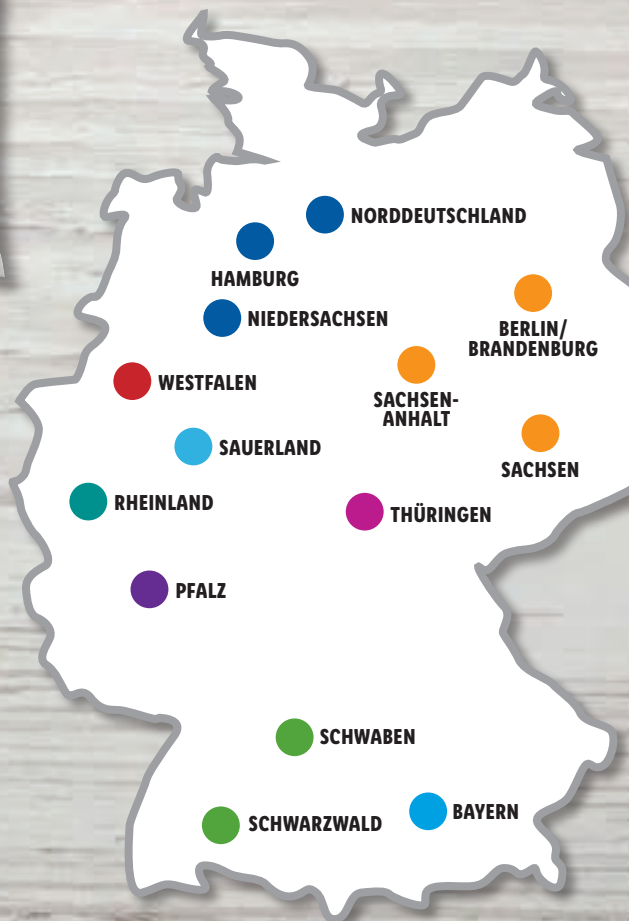 NORDDEUTSCHLAND
HAMBURG
NIEDERSACHSEN
BERLIN/
BRANDENBURG
WESTFALEN
SACHSEN-
ANHALT
SAUERLAND
SACHSEN
RHEINLAND
THÜRINGEN
PFALZ
SCHWABEN
SCHWARZWALD
BAYERN